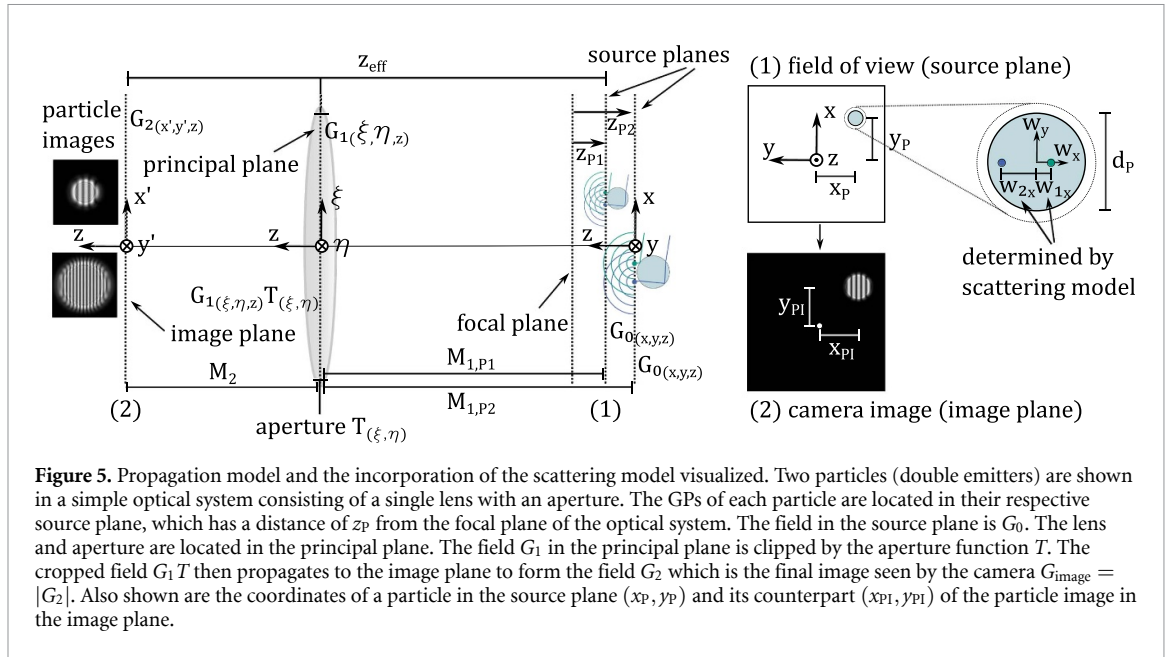 z_eff
source planes
particle
images
G_2(x',y',z)
G_1(ξ,η,z)
principal plane
z_P2
z_P1
x'
ξ
x
z
y'
z
η
z
y
G_1(ξ,η,z)T_(ξ,η)
image plane
focal plane
G_0(x,y,z)
G_0(x,y,z)
M_2
M_1,P1
M_1,P2
(2)
(1)
aperture T_(ξ,η)
(1) field of view (source plane)
x
y
z
y_P
x_P
w_y
w_x
w_2x
w_1x
d_P
determined by
scattering model
y_PI
x_PI
(2) camera image (image plane)
Figure 5. Propagation model and the incorporation of the scattering model visualized. Two particles (double emitters) are shown
in a simple optical system consisting of a single lens with an aperture. The GPs of each particle are located in their respective
source plane, which has a distance of z_P from the focal plane of the optical system. The field in the source plane is G_0. The lens
and aperture are located in the principal plane. The field G_1 in the principal plane is clipped by the aperture function T. The
cropped field G_1T then propagates to the image plane to form the field G_2 which is the final image seen by the camera G_image =
|G_2|. Also shown are the coordinates of a particle in the source plane (x_P,y_P) and its counterpart (x_PI,y_PI) of the particle image in
the image plane.